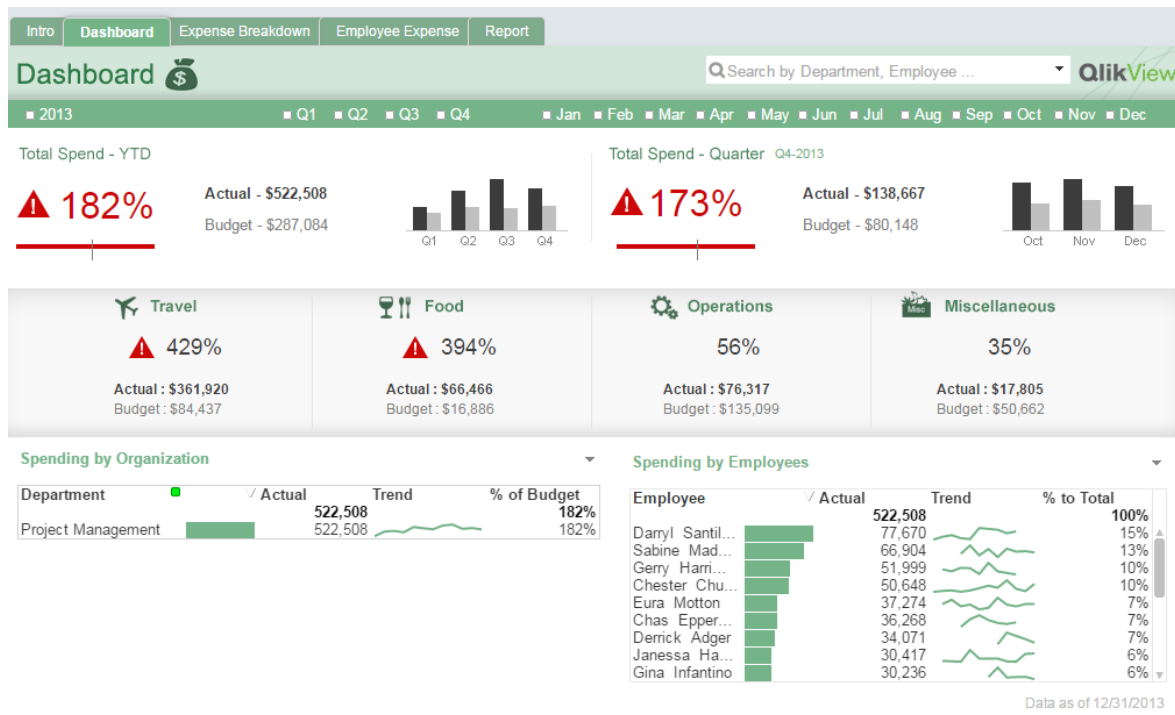 Intro Dashboard Expense Breakdown Employee Expense Report
Dashboard $ Search by Department, Employee ... QlikView
2013 Q1 Q2 Q3 Q4 Jan Feb Mar Apr May Jun Jul Aug Sep Oct Nov Dec
Total Spend - YTD
182%
Actual - $522,508
Budget - $287,084
Q1 Q2 Q3 Q4
Total Spend - Quarter Q4-2013
173%
Actual - $138,667
Budget - $80,148
Oct Nov Dec
Travel
429%
Actual : $361,920
Budget : $84,437
Food
394%
Actual : $66,466
Budget : $16,886
Operations
56%
Actual : $76,317
Budget : $135,099
Misc Miscellaneous
35%
Actual : $17,805
Budget : $50,662
Spending by Organization
Department Actual Trend % of Budget
522,508 182%
Project Management 522,508 182%
Spending by Employees
Employee Actual Trend % to Total
522,508 100%
Darryl Santil... 77,670 15%
Sabine Mad... 66,904 13%
Gerry Harri... 51,999 10%
Chester Chu... 50,648 10%
Eura Motton 37,274 7%
Chas Epper... 36,268 7%
Derrick Adger 34,071 7%
Janessa Ha... 30,417 6%
Gina Infantino 30,236 6%
Data as of 12/31/2013